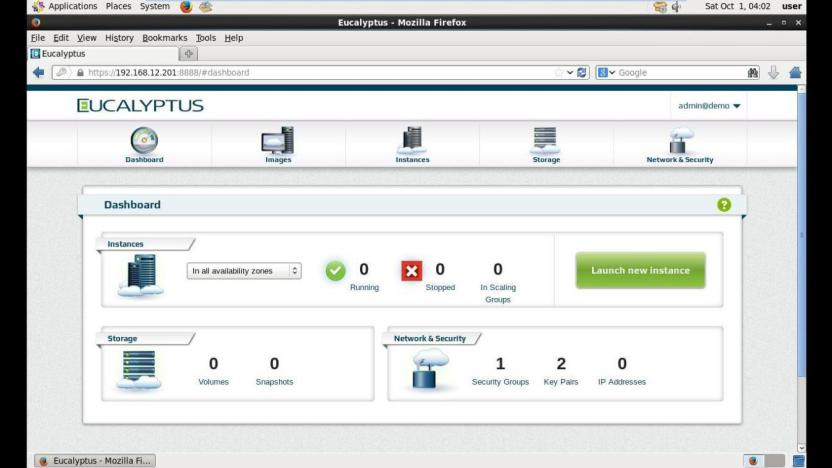 Applications Places System
Sat Oct 1, 04:02 user
Eucalyptus - Mozilla Firefox
File Edit View History Bookmarks Tools Help
Eucalyptus
https://192.168.12.201:8888/#dashboard
Google
EUCALYPTUS
admin@demo
Dashboard
Images
Instances
Storage
Network & Security
Dashboard
?
Instances
In all availability zones
0
Running
0
Stopped
0
In Scaling
Groups
Launch new instance
Storage
0
Volumes
0
Snapshots
Network & Security
1
Security Groups
2
Key Pairs
0
IP Addresses
Eucalyptus - Mozilla Fi...